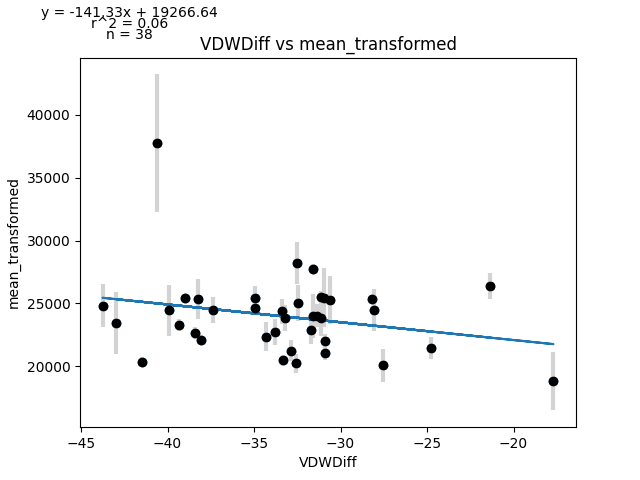 y = -141.33x + 19266.64
r^2 = 0.06
n = 38
VDWDiff vs mean_transformed
40000
35000
30000
25000
20000
mean_transformed
−45
−40
−35
−30
−25
−20
VDWDiff